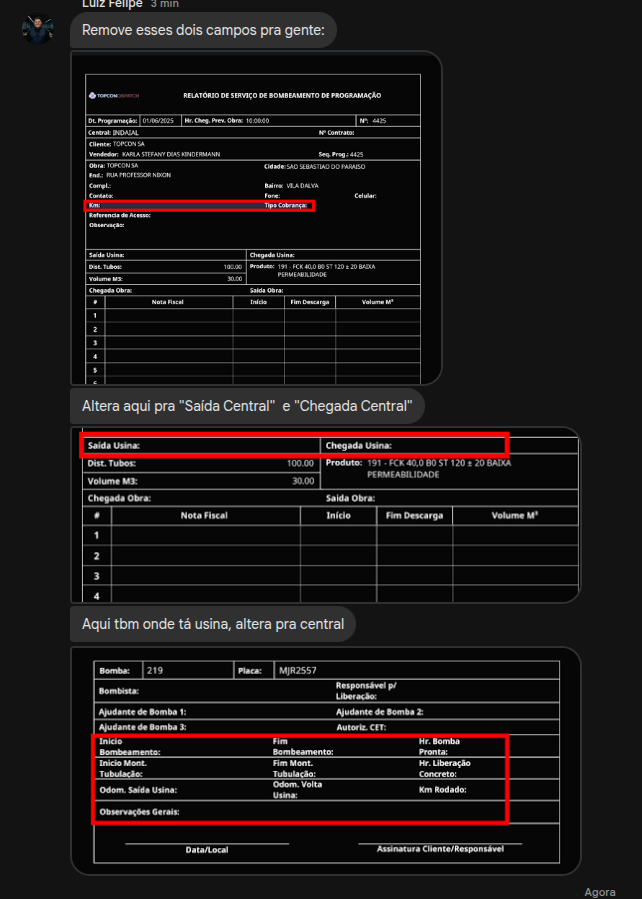 Luiz Felipe 3 min
Remove esses dois campos pra gente:
TOPCONDISPATCH RELATÓRIO DE SERVIÇO DE BOMBEAMENTO DE PROGRAMAÇÃO
Dt. Programação: 01/06/2025 Hr. Cheg. Prev. Obra: 10:00:00 Nº: 4425
Central: INDAIAL Nº Contrato:
Cliente: TOPCON SA
Vendedor: KARLA STEFANY DIAS KINDERMANN Seq. Prog.: 4425
Obra: TOPCON SA Cidade: SAO SEBASTIAO DO PARAISO
End.: RUA PROFESSOR NIXON
Compl.: Bairro: VILA DALVA
Contato: Fone: Celular:
Km: Tipo Cobrança:
Referencia de Acesso:
Observação:
Saída Usina: Chegada Usina:
Dist. Tubos: 100.00 Produto: 191 - FCK 40,0 B0 ST 120 ± 20 BAIXA
PERMEABILIDADE
Volume M3: 30.00
Chegada Obra: Saída Obra:
# Nota Fiscal Início Fim Descarga Volume M³
1
2
3
4
5
6
Altera aqui pra "Saída Central" e "Chegada Central"
Saída Usina: Chegada Usina:
Dist. Tubos: 100.00 Produto: 191 - FCK 40,0 B0 ST 120 ± 20 BAIXA
PERMEABILIDADE
Volume M3: 30.00
Chegada Obra: Saida Obra:
# Nota Fiscal Início Fim Descarga Volume M³
1
2
3
4
Aqui tbm onde tá usina, altera pra central
Bomba: 219 Placa: MJR2557
Bombista: Responsável p/
Liberação:
Ajudante de Bomba 1: Ajudante de Bomba 2:
Ajudante de Bomba 3: Autoriz. CET:
Inicio Fim Hr. Bomba
Bombeamento: Bombeamento: Pronta:
Inicio Mont. Fim Mont. Hr. Liberação
Tubulação: Tubulação: Concreto:
Odom. Saída Usina: Odom. Volta
Usina: Km Rodado:
Observações Gerais:
Data/Local Assinatura Cliente/Responsável
Agora